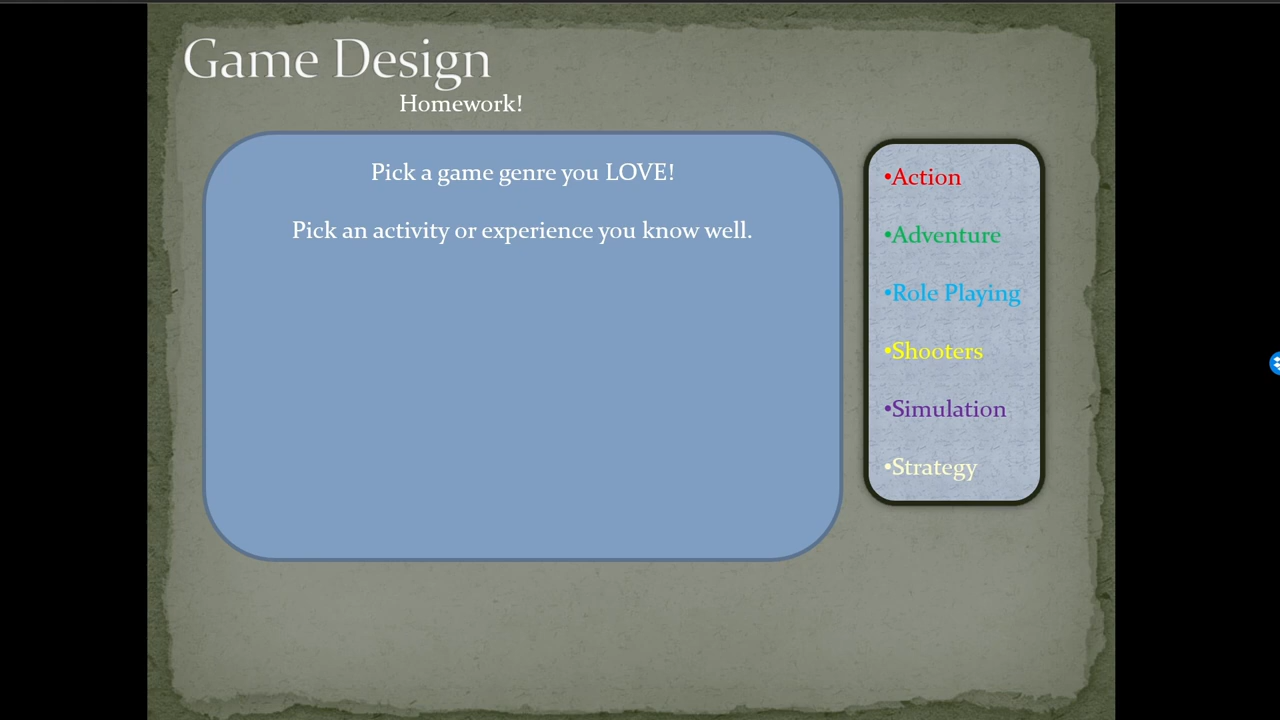 Game Design
Homework!
Pick a game genre you LOVE!
Pick an activity or experience you know well.
•Action
•Adventure
•Role Playing
•Shooters
•Simulation
•Strategy